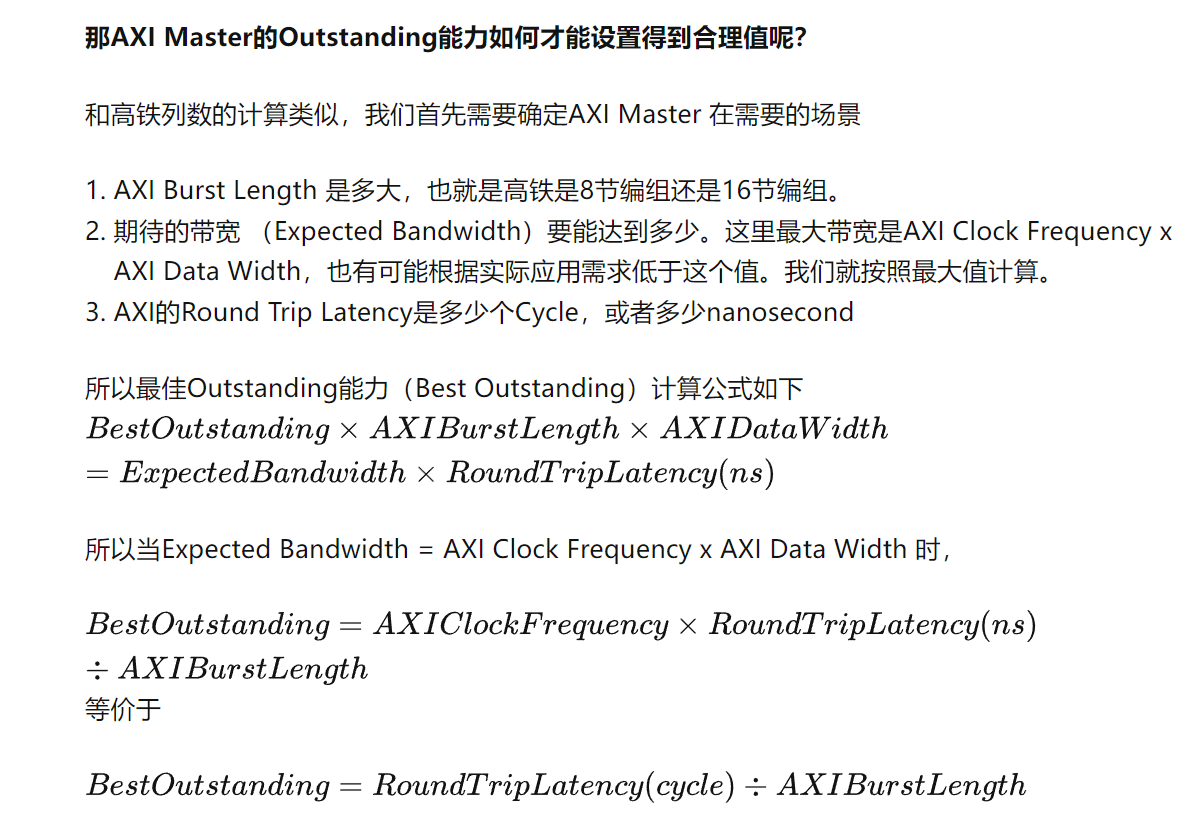 那AXI Master的Outstanding能力如何才能设置得到合理值呢？
和高铁列数的计算类似，我们首先需要确定AXI Master 在需要的场景
1. AXI Burst Length 是多大，也就是高铁是8节编组还是16节编组。
2. 期待的带宽 （Expected Bandwidth）要能达到多少。这里最大带宽是AXI Clock Frequency x
AXI Data Width，也有可能根据实际应用需求低于这个值。我们就按照最大值计算。
3. AXI的Round Trip Latency是多少个Cycle，或者多少nanosecond
所以最佳Outstanding能力（Best Outstanding）计算公式如下
BestOutstanding × AXIBurstLength × AXIDataWidth
= ExpectedBandwidth × RoundTripLatency(ns)
所以当Expected Bandwidth = AXI Clock Frequency x AXI Data Width 时，
BestOutstanding = AXIClockFrequency × RoundTripLatency(ns)
÷ AXIBurstLength
等价于
BestOutstanding = RoundTripLatency(cycle) ÷ AXIBurstLength